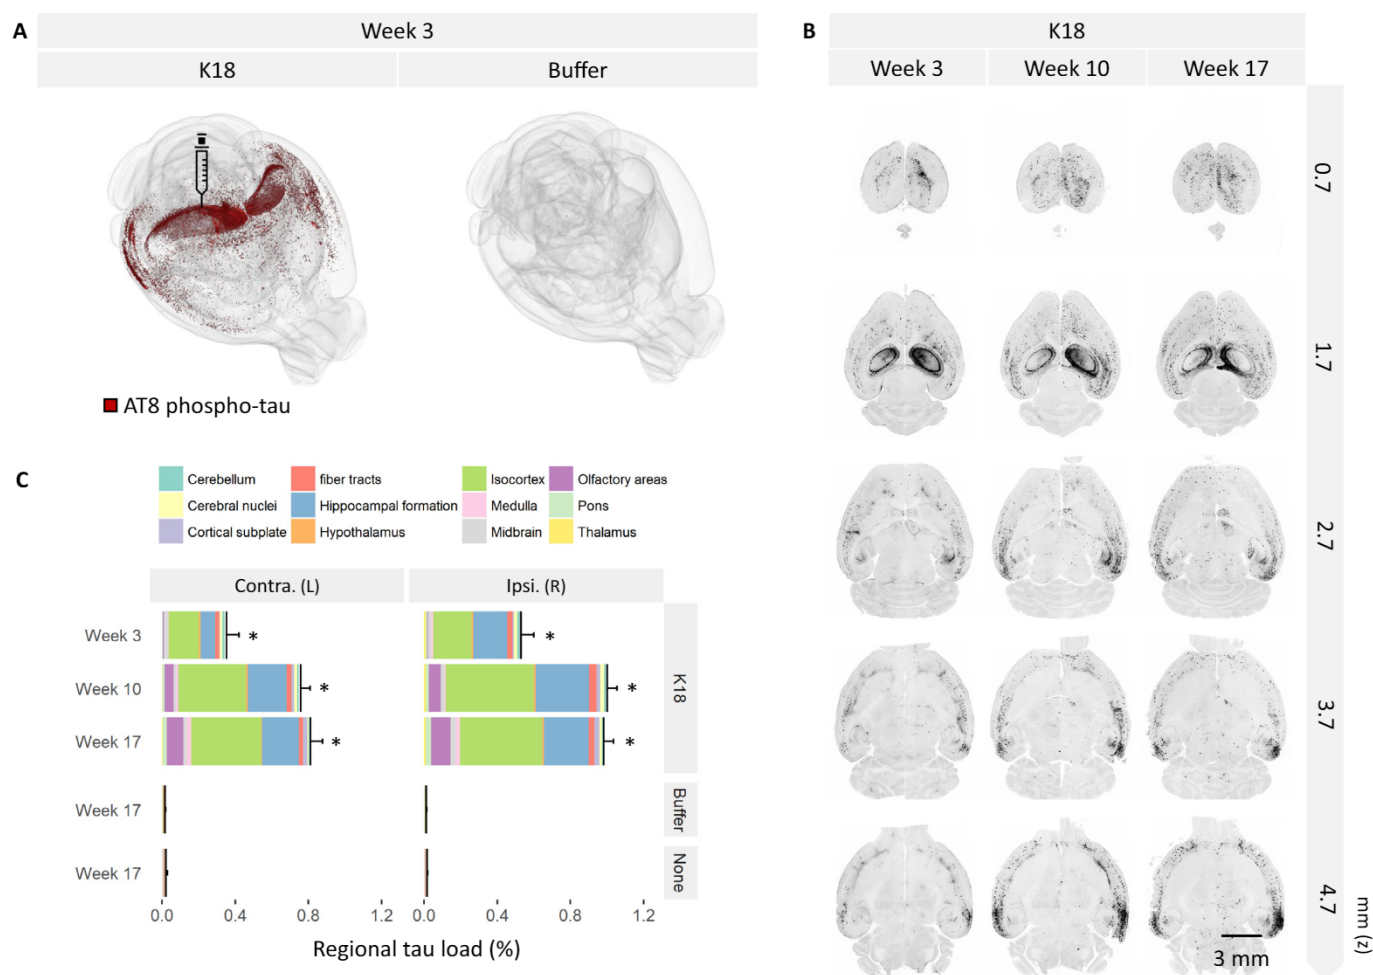 A
Week 3
K18
Buffer
AT8 phospho-tau
B
K18
Week 3
Week 10
Week 17
0.7
1.7
2.7
3.7
4.7
mm (z)
3 mm
C
Cerebellum
fiber tracts
Isocortex
Olfactory areas
Cerebral nuclei
Hippocampal formation
Medulla
Pons
Cortical subplate
Hypothalamus
Midbrain
Thalamus
Contra. (L)
Ipsi. (R)
Week 3
*
*
Week 10
*
*
Week 17
*
*
K18
Week 17
Buffer
Week 17
None
0.0 0.4 0.8 1.2
0.0 0.4 0.8 1.2
Regional tau load (%)